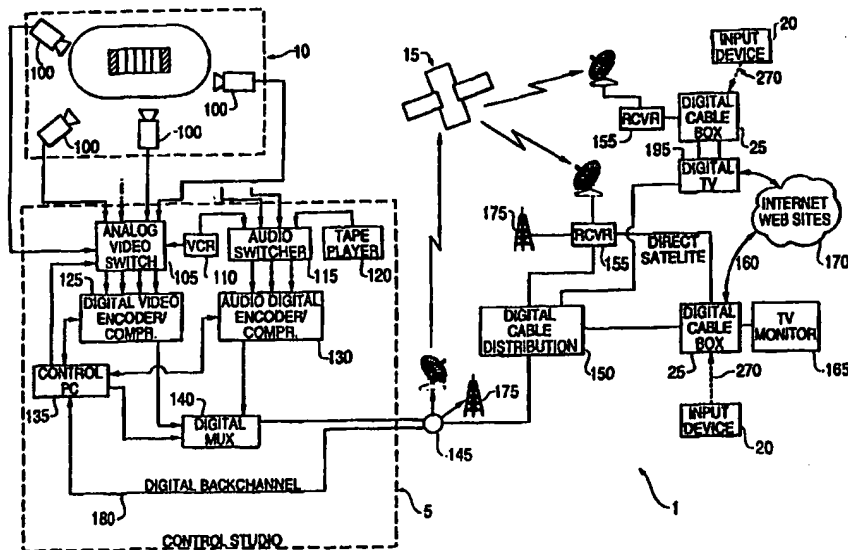 100
10
100
100
100
ANALOG
VIDEO
SWITCH
105
VCR
110
AUDIO
SWITCHER
115
TAPE
PLAYER
120
125
DIGITAL VIDEO
ENCODER/
COMPR.
AUDIO DIGITAL
ENCODER/
COMPR.
130
CONTROL
PC
135
140
DIGITAL
MUX
DIGITAL BACKCHANNEL
180
CONTROL STUDIO
5
145
175
15
INPUT
DEVICE
20
270
RCVR
155
DIGITAL
CABLE
BOX
25
195
DIGITAL
TV
175
RCVR
155
DIRECT
SATELITE
160
INTERNET
WEB SITES
170
DIGITAL
CABLE
DISTRIBUTION
150
DIGITAL
CABLE
BOX
25
TV
MONITOR
165
270
INPUT
DEVICE
20
1